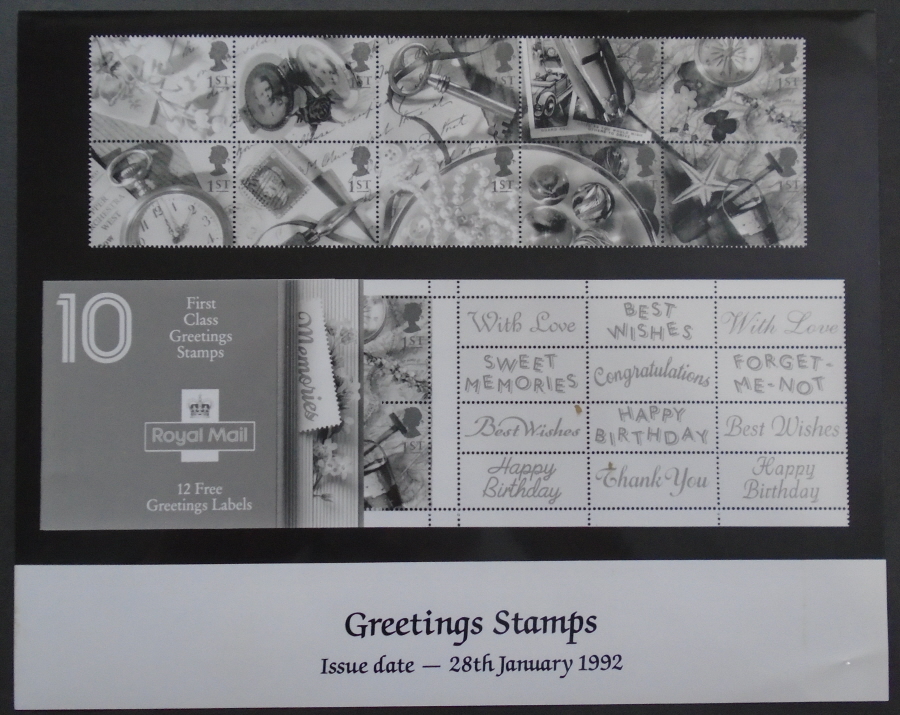 1ST 1ST 1ST 1ST 1ST
1ST 1ST 1ST 1ST 1ST
10
First
Class
Greetings
Stamps
Royal Mail
12 Free
Greetings Labels
Memories
1ST
1ST
With Love
BEST
WISHES
With Love
SWEET
MEMORIES
Congratulations
FORGET-
ME-NOT
Best Wishes
HAPPY
BIRTHDAY
Best Wishes
Happy
Birthday
Thank You
Happy
Birthday
Greetings Stamps
Issue date — 28th January 1992